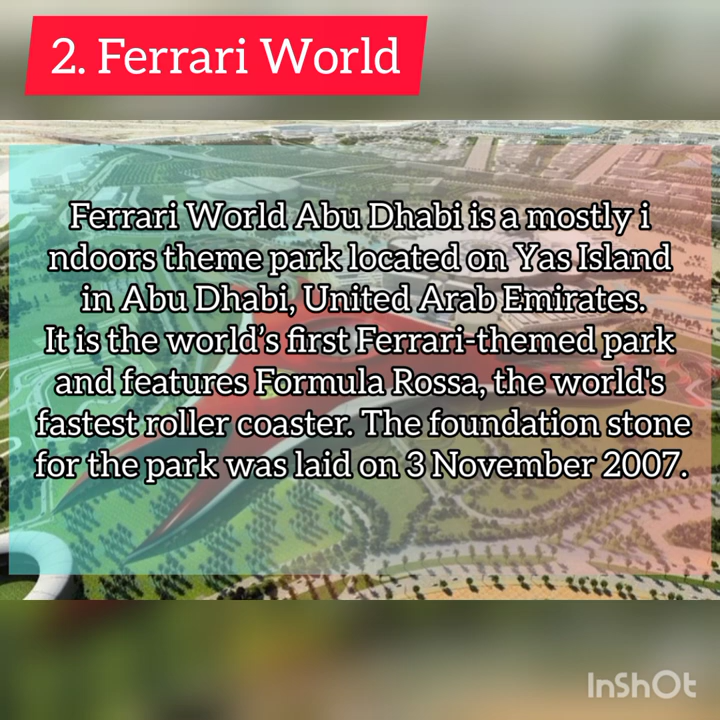 2. Ferrari World
Ferrari World Abu Dhabi is a mostly i
ndoors theme park located on Yas Island
in Abu Dhabi, United Arab Emirates.
It is the world’s first Ferrari-themed park
and features Formula Rossa, the world's
fastest roller coaster. The foundation stone
for the park was laid on 3 November 2007.
InShOt